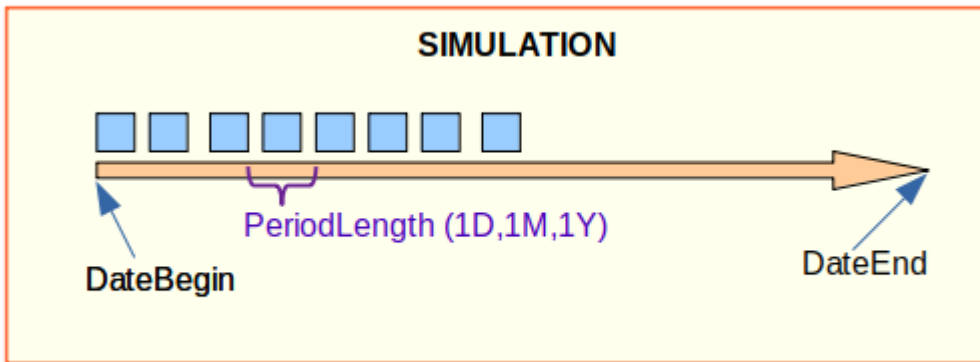 SIMULATION
PeriodLength (1D,1M,1Y)
DateBegin
DateEnd